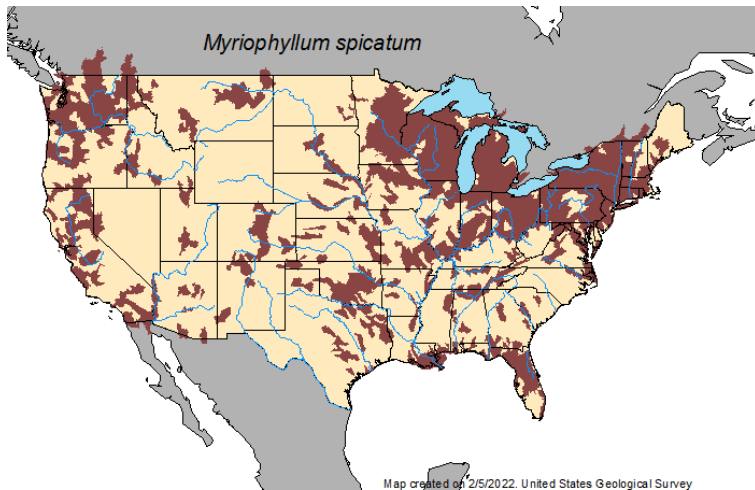 Myriophyllum spicatum
Map created on 2/5/2022. United States Geological Survey